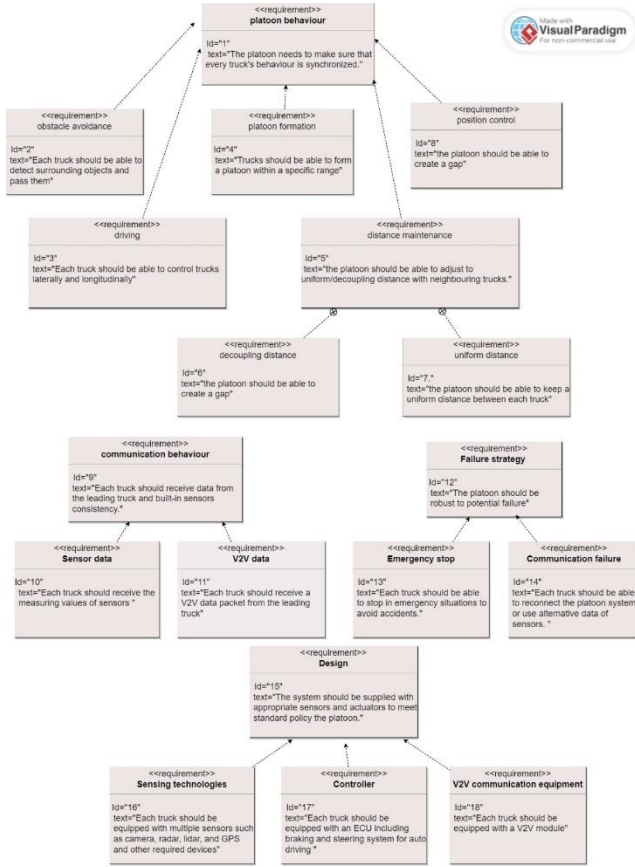 Made with
Visual Paradigm
For non-commercial use
<<requirement>>
platoon behaviour
Id="1"
text="The platoon needs to make sure that
every truck's behaviour is synchronized."
<<requirement>>
obstacle avoidance
Id="2"
text="Each truck should be able to
detect surrounding objects and
pass them"
<<requirement>>
platoon formation
Id="4"
text="Trucks should be able to form
a platoon within a specific range"
<<requirement>>
position control
Id="8"
text="the platoon should be able to
create a gap"
<<requirement>>
driving
Id="3"
text="Each truck should be able to control trucks
laterally and longitudinally"
<<requirement>>
distance maintenance
Id="5"
text="the platoon should be able to adjust to
uniform/decoupling distance with neighbouring trucks."
<<requirement>>
decoupling distance
Id="6"
text="the platoon should be able to
create a gap"
<<requirement>>
uniform distance
Id="7."
"the platoon should be able to keep a
uniform distance between each truck"
<<requirement>>
communication behaviour
Id="9"
text="Each truck should receive data from
the leading truck and built-in sensors
consistency."
<<requirement>>
Failure strategy
Id="12"
text="The platoon should be
robust to potential failure"
<<requirement>>
Sensor data
Id="10"
text="Each truck should receive the
measuring values of sensors "
<<requirement>>
V2V data
Id="11"
text="Each truck should receive a
V2V data packet from the leading
truck"
<<requirement>>
Emergency stop
Id="13"
text="Each truck should be able
to stop in emergency situations to
avoid accidents."
<<requirement>>
Communication failure
Id="14"
text="Each truck should be able
to reconnect the platoon system
or use alternative data of
sensors. "
<<requirement>>
Design
Id="15"
text="The system should be supplied with
appropriate sensors and actuators to meet
standard policy the platoon."
<<requirement>>
Sensing technologies
Id="16"
text="Each truck should be
equipped with multiple sensors such
as camera, radar, lidar, and GPS
and other required devices"
<<requirement>>
Controller
Id="17"
text="Each truck should be
equipped with an ECU including
braking and steering system for auto
driving "
<<requirement>>
V2V communication equipment
Id="18"
text="Each truck should be
equipped with a V2V module"